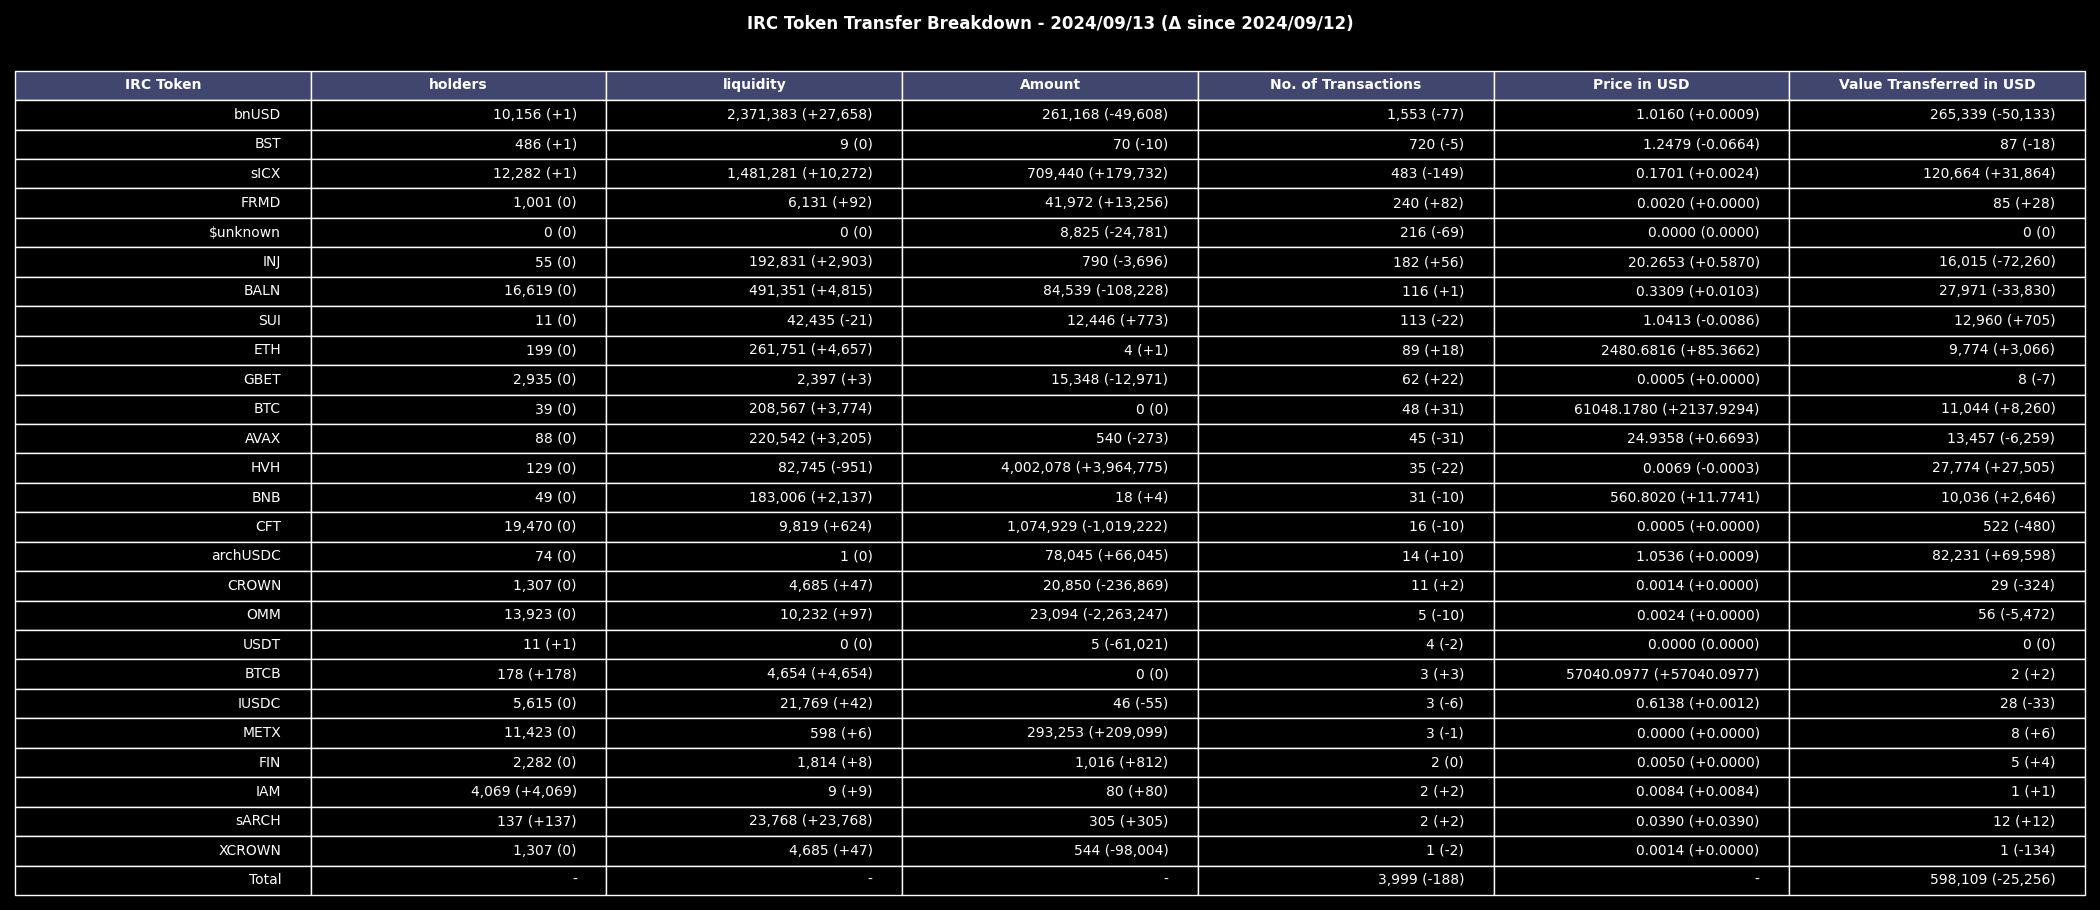 IRC Token Transfer Breakdown - 2024/09/13 (Δ since 2024/09/12)
IRC Token holders liquidity Amount No. of Transactions Price in USD Value Transferred in USD
bnUSD 10,156 (+1) 2,371,383 (+27,658) 261,168 (-49,608) 1,553 (-77) 1.0160 (+0.0009) 265,339 (-50,133)
BST 486 (+1) 9 (0) 70 (-10) 720 (-5) 1.2479 (-0.0664) 87 (-18)
sICX 12,282 (+1) 1,481,281 (+10,272) 709,440 (+179,732) 483 (-149) 0.1701 (+0.0024) 120,664 (+31,864)
FRMD 1,001 (0) 6,131 (+92) 41,972 (+13,256) 240 (+82) 0.0020 (+0.0000) 85 (+28)
$unknown 0 (0) 0 (0) 8,825 (-24,781) 216 (-69) 0.0000 (0.0000) 0 (0)
INJ 55 (0) 192,831 (+2,903) 790 (-3,696) 182 (+56) 20.2653 (+0.5870) 16,015 (-72,260)
BALN 16,619 (0) 491,351 (+4,815) 84,539 (-108,228) 116 (+1) 0.3309 (+0.0103) 27,971 (-33,830)
SUI 11 (0) 42,435 (-21) 12,446 (+773) 113 (-22) 1.0413 (-0.0086) 12,960 (+705)
ETH 199 (0) 261,751 (+4,657) 4 (+1) 89 (+18) 2480.6816 (+85.3662) 9,774 (+3,066)
GBET 2,935 (0) 2,397 (+3) 15,348 (-12,971) 62 (+22) 0.0005 (+0.0000) 8 (-7)
BTC 39 (0) 208,567 (+3,774) 0 (0) 48 (+31) 61048.1780 (+2137.9294) 11,044 (+8,260)
AVAX 88 (0) 220,542 (+3,205) 540 (-273) 45 (-31) 24.9358 (+0.6693) 13,457 (-6,259)
HVH 129 (0) 82,745 (-951) 4,002,078 (+3,964,775) 35 (-22) 0.0069 (-0.0003) 27,774 (+27,505)
BNB 49 (0) 183,006 (+2,137) 18 (+4) 31 (-10) 560.8020 (+11.7741) 10,036 (+2,646)
CFT 19,470 (0) 9,819 (+624) 1,074,929 (-1,019,222) 16 (-10) 0.0005 (+0.0000) 522 (-480)
archUSDC 74 (0) 1 (0) 78,045 (+66,045) 14 (+10) 1.0536 (+0.0009) 82,231 (+69,598)
CROWN 1,307 (0) 4,685 (+47) 20,850 (-236,869) 11 (+2) 0.0014 (+0.0000) 29 (-324)
OMM 13,923 (0) 10,232 (+97) 23,094 (-2,263,247) 5 (-10) 0.0024 (+0.0000) 56 (-5,472)
USDT 11 (+1) 0 (0) 5 (-61,021) 4 (-2) 0.0000 (0.0000) 0 (0)
BTCB 178 (+178) 4,654 (+4,654) 0 (0) 3 (+3) 57040.0977 (+57040.0977) 2 (+2)
IUSDC 5,615 (0) 21,769 (+42) 46 (-55) 3 (-6) 0.6138 (+0.0012) 28 (-33)
METX 11,423 (0) 598 (+6) 293,253 (+209,099) 3 (-1) 0.0000 (+0.0000) 8 (+6)
FIN 2,282 (0) 1,814 (+8) 1,016 (+812) 2 (0) 0.0050 (+0.0000) 5 (+4)
IAM 4,069 (+4,069) 9 (+9) 80 (+80) 2 (+2) 0.0084 (+0.0084) 1 (+1)
sARCH 137 (+137) 23,768 (+23,768) 305 (+305) 2 (+2) 0.0390 (+0.0390) 12 (+12)
XCROWN 1,307 (0) 4,685 (+47) 544 (-98,004) 1 (-2) 0.0014 (+0.0000) 1 (-134)
Total - - - 3,999 (-188) - 598,109 (-25,256)